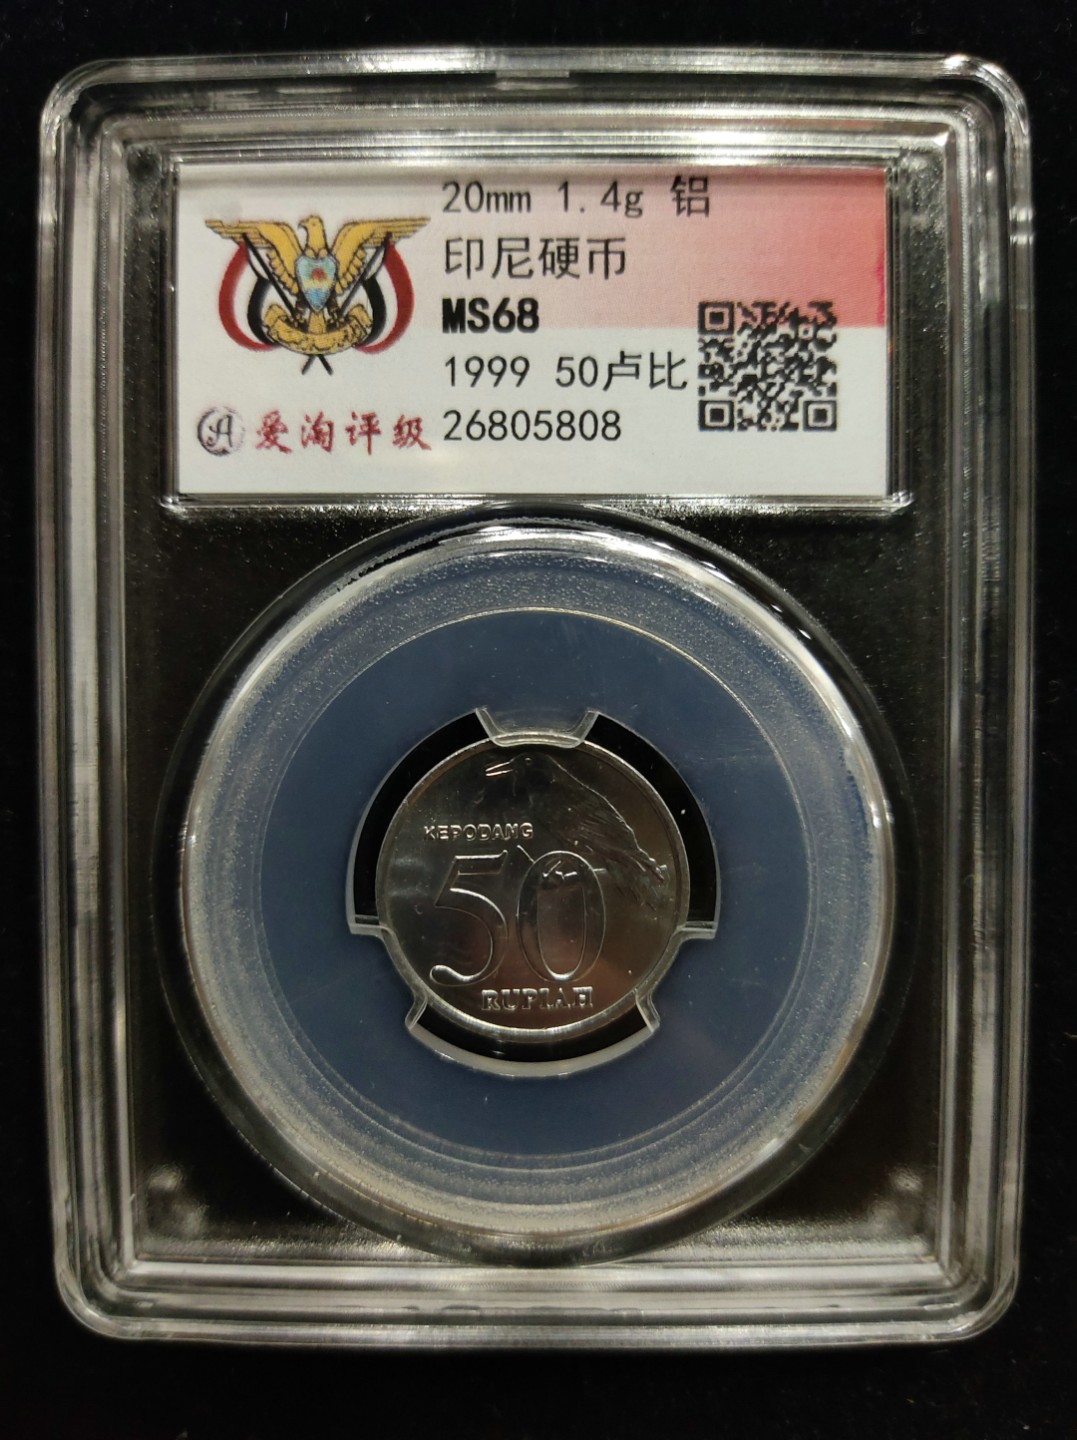 20mm 1.4g 铝
印尼硬币
MS68
1999 50卢比
爱淘评级 26805808
KEPODANG
50
RUPIAH